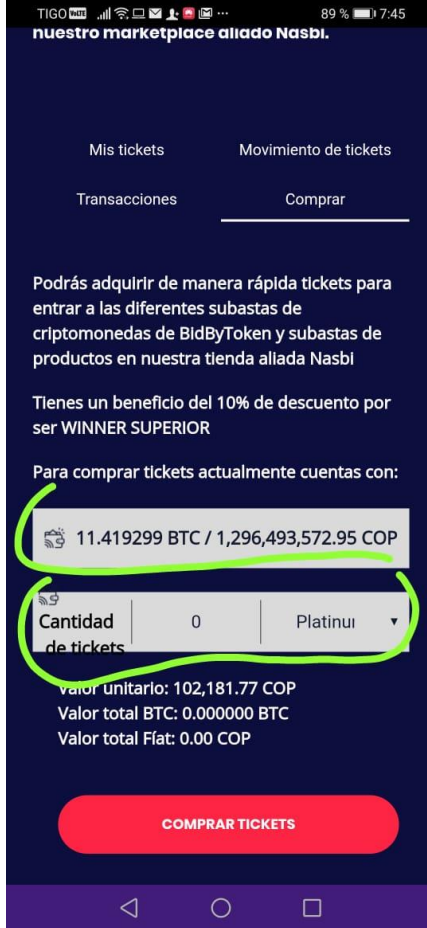 TIGO VoLTE 89 % 7:45
nuestro marketplace aliado Nasbi.
Mis tickets Movimiento de tickets
Transacciones Comprar
Podrás adquirir de manera rápida tickets para
entrar a las diferentes subastas de
criptomonedas de BidByToken y subastas de
productos en nuestra tienda aliada Nasbi
Tienes un beneficio del 10% de descuento por
ser WINNER SUPERIOR
Para comprar tickets actualmente cuentas con:
11.419299 BTC / 1,296,493,572.95 COP
Cantidad 0 Platinu
de tickets
Valor unitario: 102,181.77 COP
Valor total BTC: 0.000000 BTC
Valor total Fíat: 0.00 COP
COMPRAR TICKETS